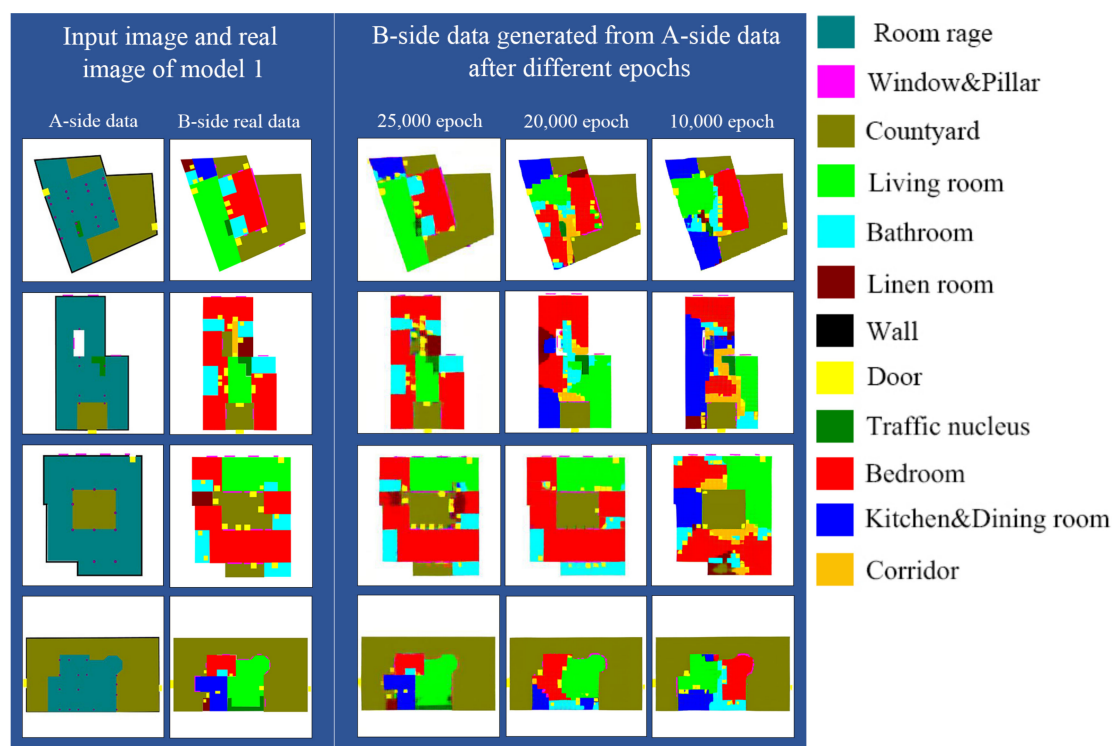 Input image and real
image of model 1
B-side data generated from A-side data
after different epochs
A-side data
B-side real data
25,000 epoch
20,000 epoch
10,000 epoch
Room rage
Window&Pillar
Countyard
Living room
Bathroom
Linen room
Wall
Door
Traffic nucleus
Bedroom
Kitchen&Dining room
Corridor